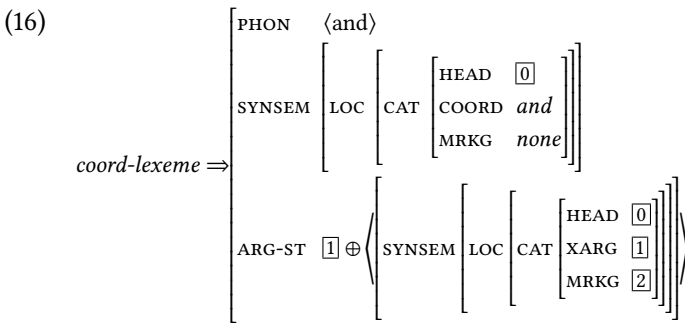 (16)
PHON ⟨and⟩
HEAD 0
SYNSEM LOC CAT COORD and
MRKG none
coord-lexeme ⇒
HEAD 0
ARG-ST 1 ⊕ ⟨ SYNSEM LOC CAT XARG 1 ⟩
MRKG 2